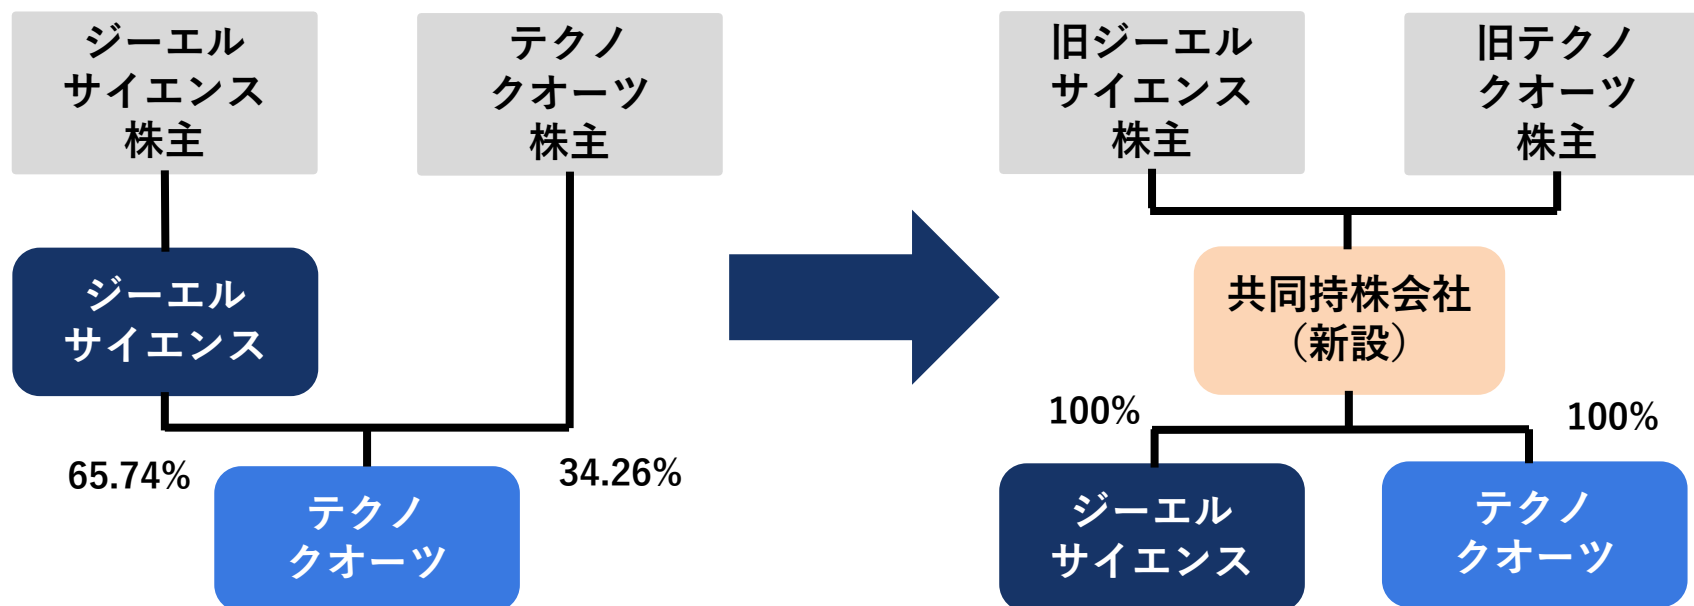 ジーエル
サイエンス
株主
テクノ
クオーツ
株主
ジーエル
サイエンス
65.74%
34.26%
テクノ
クオーツ
旧ジーエル
サイエンス
株主
旧テクノ
クオーツ
株主
共同持株会社
（新設）
100%
100%
ジーエル
サイエンス
テクノ
クオーツ